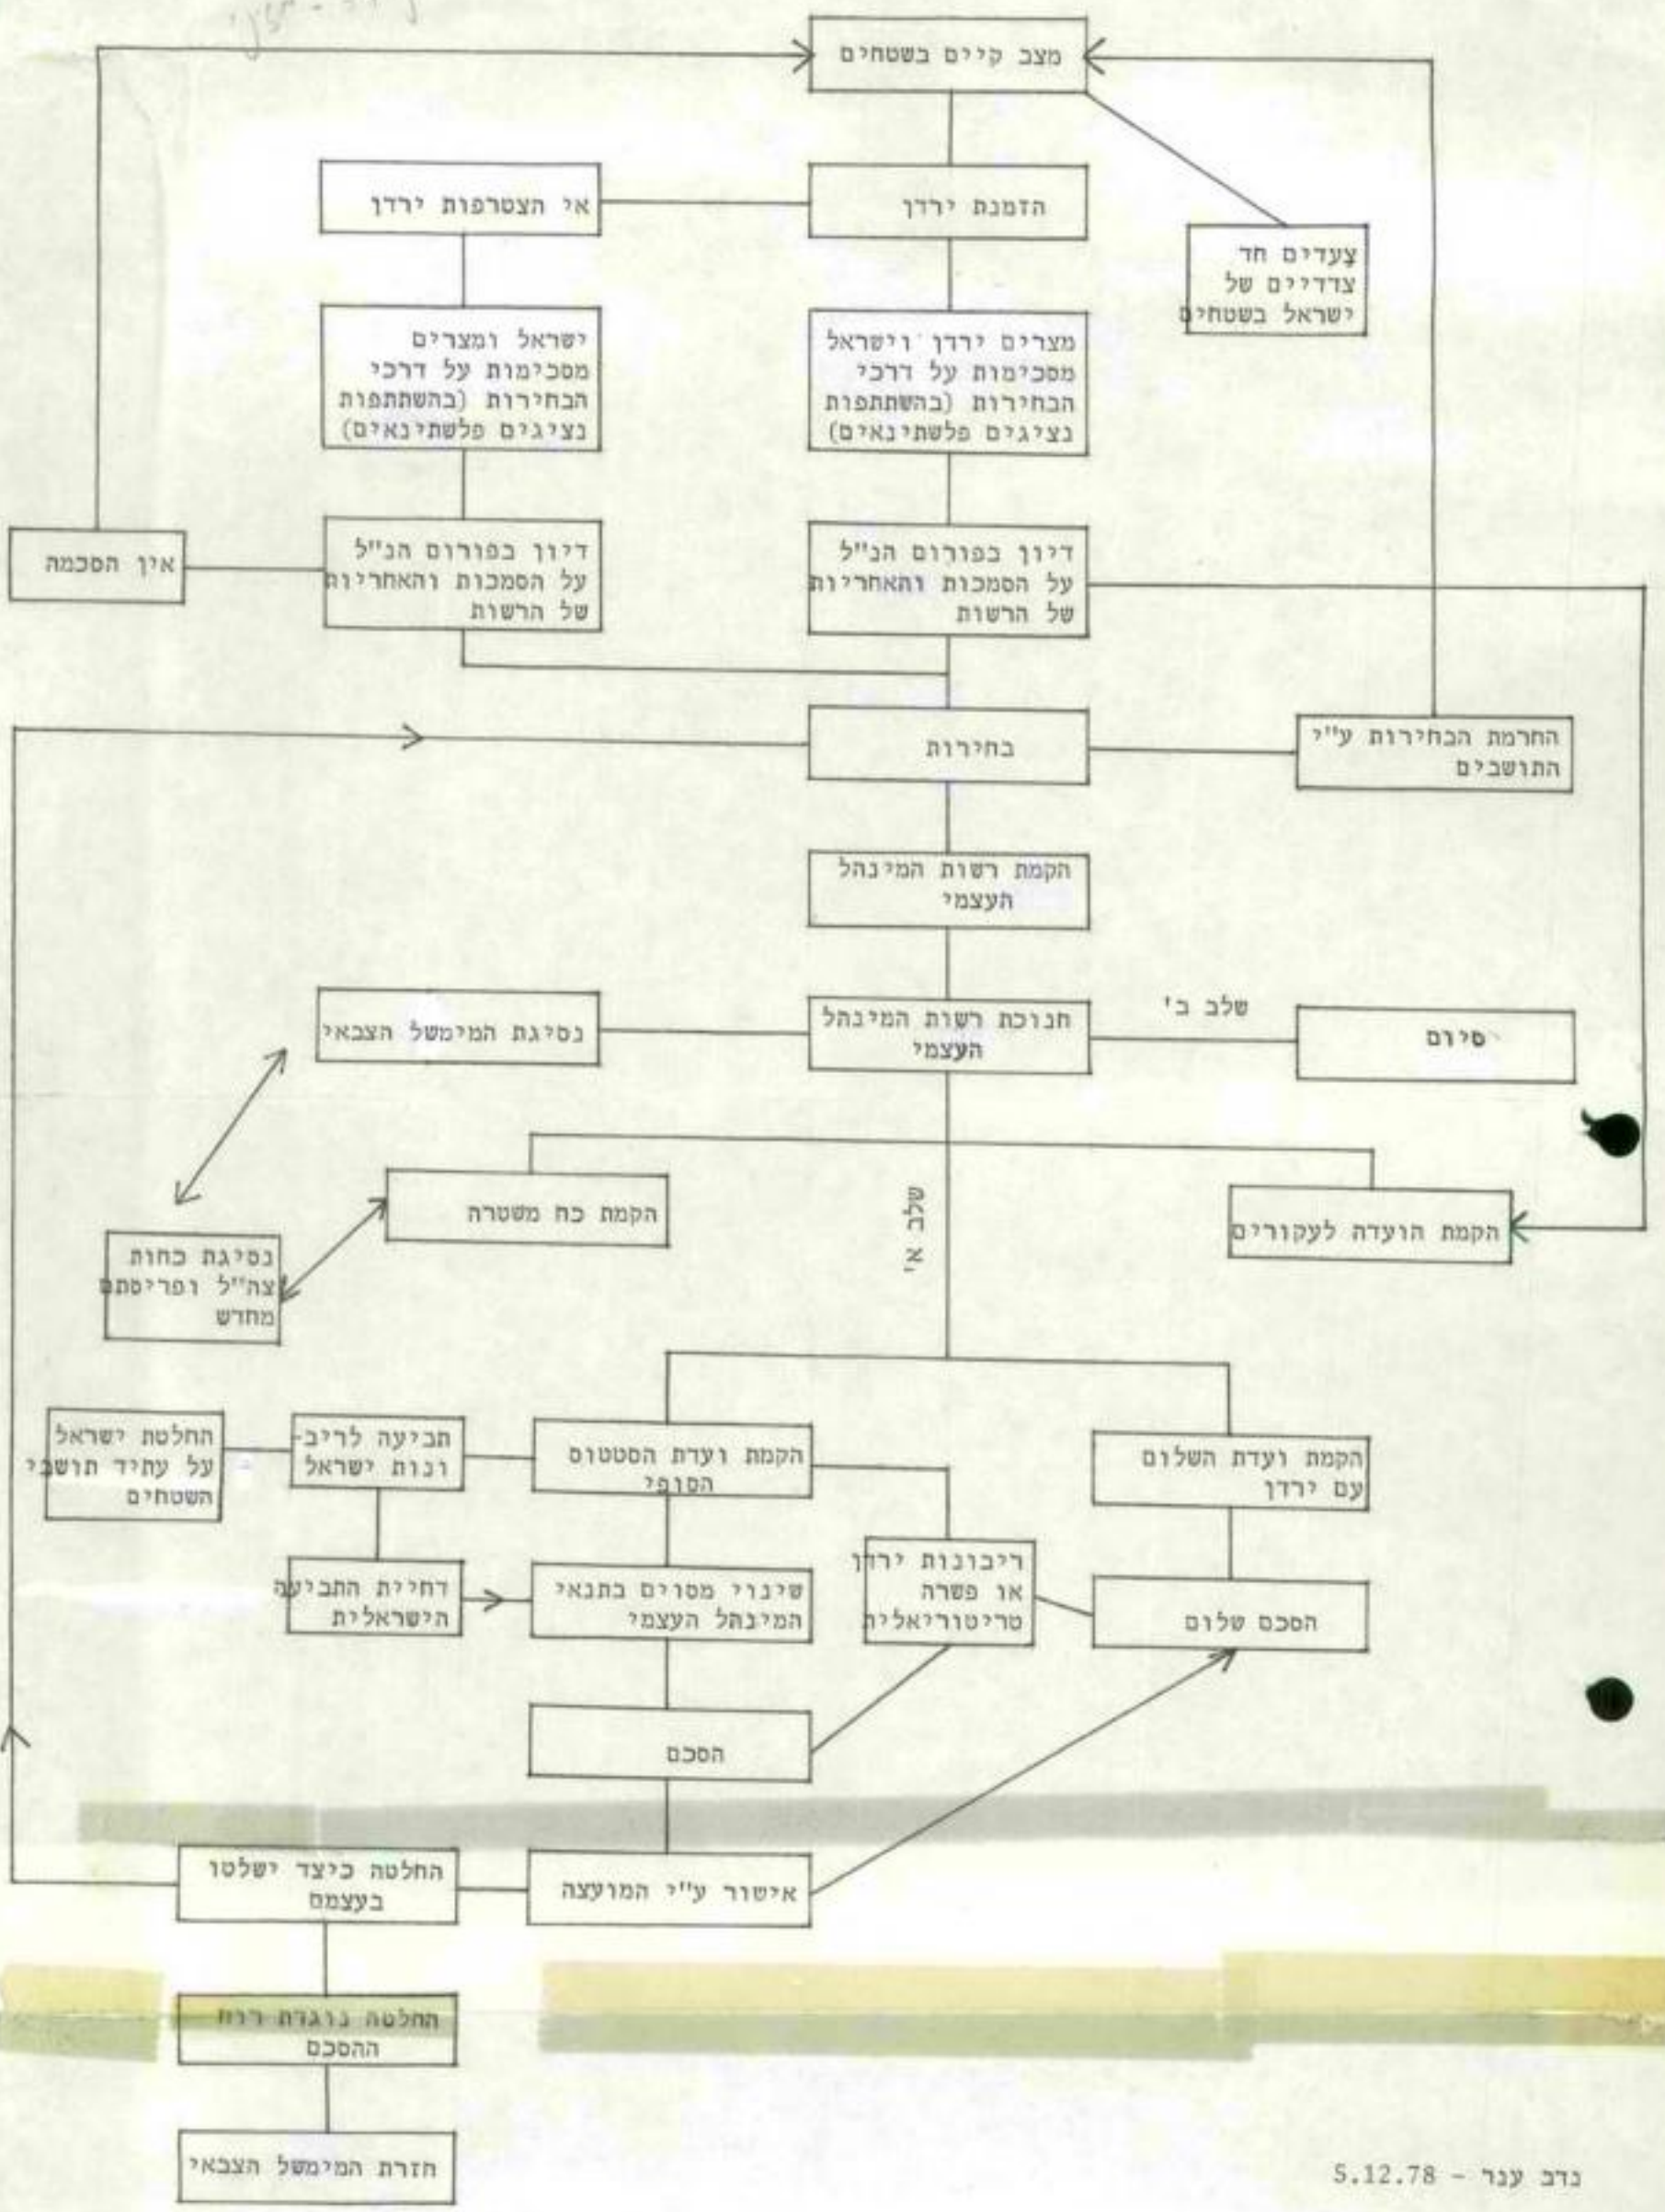 מצב קיים בשטחים
הזמנת ירדן
אי הצטרפות ירדן
צעדים חד
צדדיים של
ישראל בשטחים
מצרים ירדן וישראל
מסכימות על דרכי
הבחירות (בהשתתפות
נציגים פלשתינאים)
ישראל ומצרים
מסכימות על דרכי
הבחירות (בהשתתפות
נציגים פלשתינאים)
דיון בפורום הנ"ל
על הסמכות והאחריות
של הרשות
דיון בפורום הנ"ל
על הסמכות והאחריות
של הרשות
אין הסכמה
החרמת הבחירות ע"י
התושבים
בחירות
הקמת רשות המינהל
העצמי
סיום
שלב ב'
חנוכת רשות המינהל
העצמי
נסיגת המימשל הצבאי
הקמת הועדה לעקורים
שלב א'
הקמת כח משטרה
נסיגת כחות
צה"ל ופריסתם
מחדש
הקמת ועדת השלום
עם ירדן
הקמת ועדת הסטטוס
הסופי
תביעה לריב-
ונות ישראל
החלטת ישראל
על עתיד תושבי
השטחים
הסכם שלום
ריבונות ירדן
או פשרה
טריטוריאלית
שינוי מסוים בתנאי
המינהל העצמי
דחיית התביעה
הישראלית
הסכם
אישור ע"י המועצה
החלטה כיצד ישלטו
בעצמם
החלטה נוגדת רוח
ההסכם
חזרת המימשל הצבאי
נדב ענר - 5.12.78